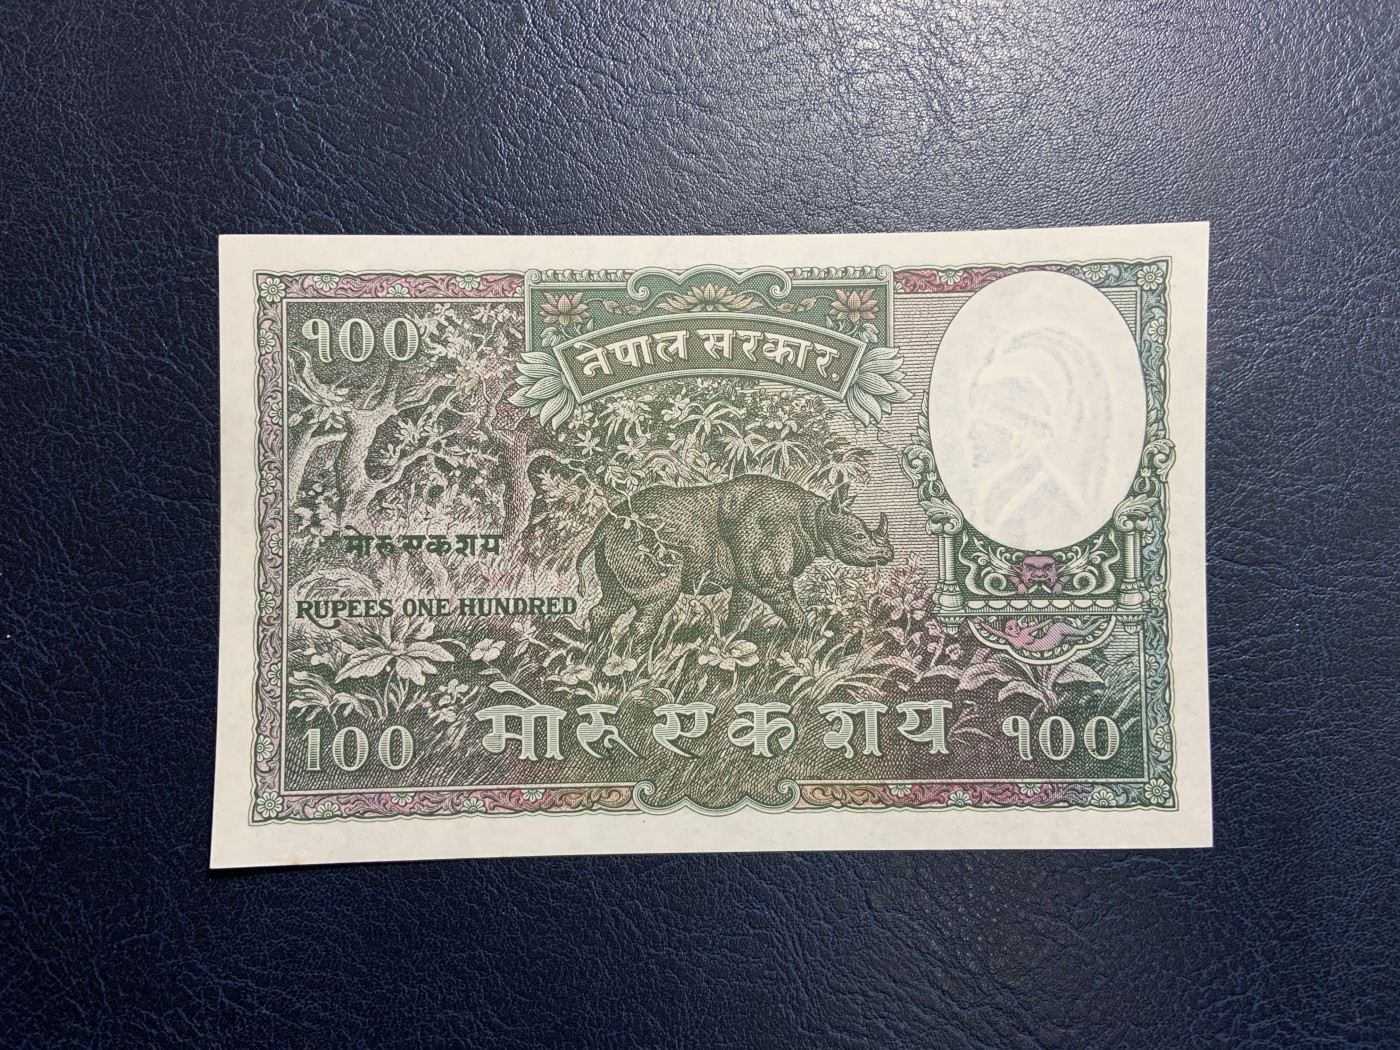 १००
नेपाल सरकार.
मोरु एक शय
RUPEES ONE HUNDRED
100
मोरु एक शय
१००